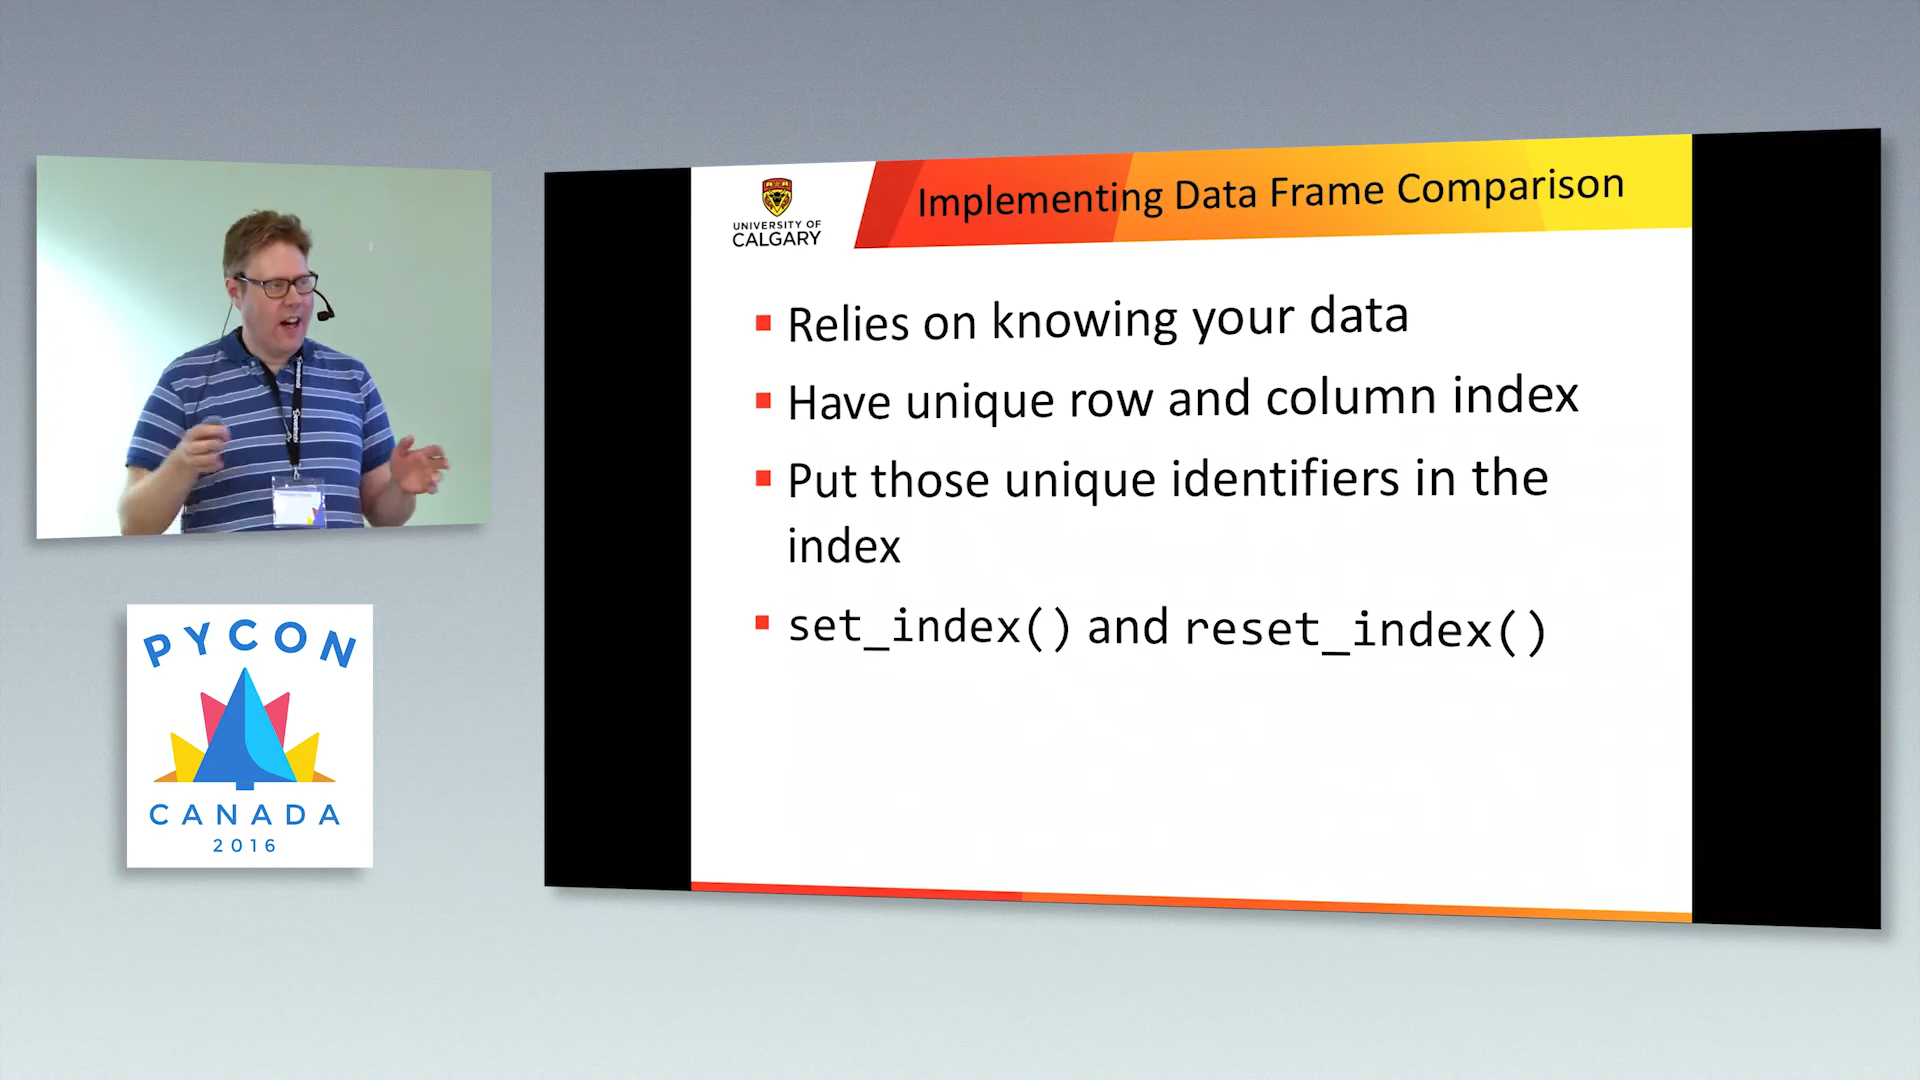 UNIVERSITY OF
CALGARY
Implementing Data Frame Comparison
Relies on knowing your data
Have unique row and column index
Put those unique identifiers in the
index
set_index() and reset_index()
PYCON
CANADA
2016